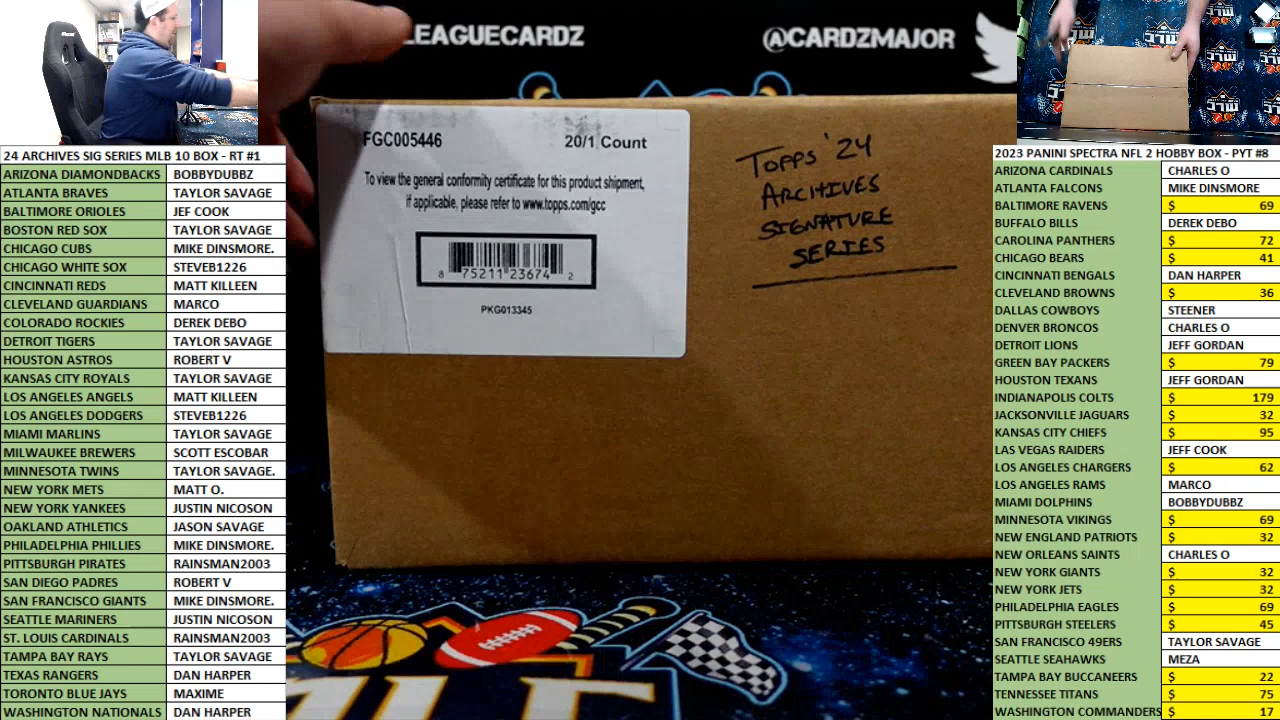 LEAGUECARDZ
@CARDZMAJOR
24 ARCHIVES SIG SERIES MLB 10 BOX - RT #1
ARIZONA DIAMONDBACKS BOBBYDUBBZ
ATLANTA BRAVES TAYLOR SAVAGE
BALTIMORE ORIOLES JEF COOK
BOSTON RED SOX TAYLOR SAVAGE
CHICAGO CUBS MIKE DINSMORE.
CHICAGO WHITE SOX STEVEB1226
CINCINNATI REDS MATT KILLEEN
CLEVELAND GUARDIANS MARCO
COLORADO ROCKIES DEREK DEBO
DETROIT TIGERS TAYLOR SAVAGE
HOUSTON ASTROS ROBERT V
KANSAS CITY ROYALS TAYLOR SAVAGE
LOS ANGELES ANGELS MATT KILLEEN
LOS ANGELES DODGERS STEVEB1226
MIAMI MARLINS TAYLOR SAVAGE
MILWAUKEE BREWERS SCOTT ESCOBAR
MINNESOTA TWINS TAYLOR SAVAGE.
NEW YORK METS MATT O.
NEW YORK YANKEES JUSTIN NICOSON
OAKLAND ATHLETICS JASON SAVAGE
PHILADELPHIA PHILLIES MIKE DINSMORE.
PITTSBURGH PIRATES RAINSMAN2003
SAN DIEGO PADRES ROBERT V
SAN FRANCISCO GIANTS MIKE DINSMORE.
SEATTLE MARINERS JUSTIN NICOSON
ST. LOUIS CARDINALS RAINSMAN2003
TAMPA BAY RAYS TAYLOR SAVAGE
TEXAS RANGERS DAN HARPER
TORONTO BLUE JAYS MAXIME
WASHINGTON NATIONALS DAN HARPER
FGC005446 20/1 Count
To view the general conformity certificate for this product shipment,
if applicable, please refer to www.topps.com/gcc
8 75211 23674 2
PKG013345
TOPPS '24
ARCHIVES
SIGNATURE
SERIES
2023 PANINI SPECTRA NFL 2 HOBBY BOX - PYT #8
ARIZONA CARDINALS CHARLES O
ATLANTA FALCONS MIKE DINSMORE
BALTIMORE RAVENS $ 69
BUFFALO BILLS DEREK DEBO
CAROLINA PANTHERS $ 72
CHICAGO BEARS $ 41
CINCINNATI BENGALS DAN HARPER
CLEVELAND BROWNS $ 36
DALLAS COWBOYS STEENER
DENVER BRONCOS CHARLES O
DETROIT LIONS JEFF GORDAN
GREEN BAY PACKERS $ 79
HOUSTON TEXANS JEFF GORDAN
INDIANAPOLIS COLTS $ 179
JACKSONVILLE JAGUARS $ 32
KANSAS CITY CHIEFS $ 95
LAS VEGAS RAIDERS JEFF COOK
LOS ANGELES CHARGERS $ 62
LOS ANGELES RAMS MARCO
MIAMI DOLPHINS BOBBYDUBBZ
MINNESOTA VIKINGS $ 69
NEW ENGLAND PATRIOTS $ 32
NEW ORLEANS SAINTS CHARLES O
NEW YORK GIANTS $ 32
NEW YORK JETS $ 32
PHILADELPHIA EAGLES $ 69
PITTSBURGH STEELERS $ 45
SAN FRANCISCO 49ERS TAYLOR SAVAGE
SEATTLE SEAHAWKS MEZA
TAMPA BAY BUCCANEERS $ 22
TENNESSEE TITANS $ 75
WASHINGTON COMMANDERS $ 17